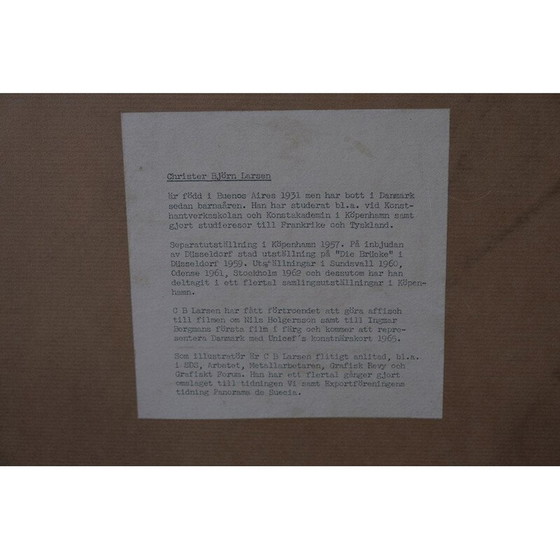 Christer Björn Larsen
Är född i Buenos Aires 1931 men har bott i Danmark
sedan barnaåren. Han har studerat bl.a. vid Konst-
hantverksskolan och Konstakademin i Köpenhamn samt
gjort studieresor till Frankrike och Tyskland.
Separatutställning i Köpenhamn 1957. På inbjudan
av Düsseldorf stad utställning på "Die Brücke" i
Düsseldorf 1959. Utställningar i Sundsvall 1960,
Odense 1961, Stockholm 1962 och dessutom har han
deltagit i ett flertal samlingsutställningar i Köpen-
hamn.
C B Larsen har fått förtroendet att göra affisch
till filmen om Nils Holgersson samt till Ingmar
Bergmans första film i färg och kommer att repre-
sentera Danmark med Unicef's konstnärskort 1965.
Som illustratör är C B Larsen flitigt anlitad, bl.a.
i Arbetet, Metallarbetaren, Grafisk Revy och
Grafiskt Forum. Han har ett flertal gånger gjort
omslaget till tidningen Vi samt Exportföreningens
tidning Panorama de Suecia.